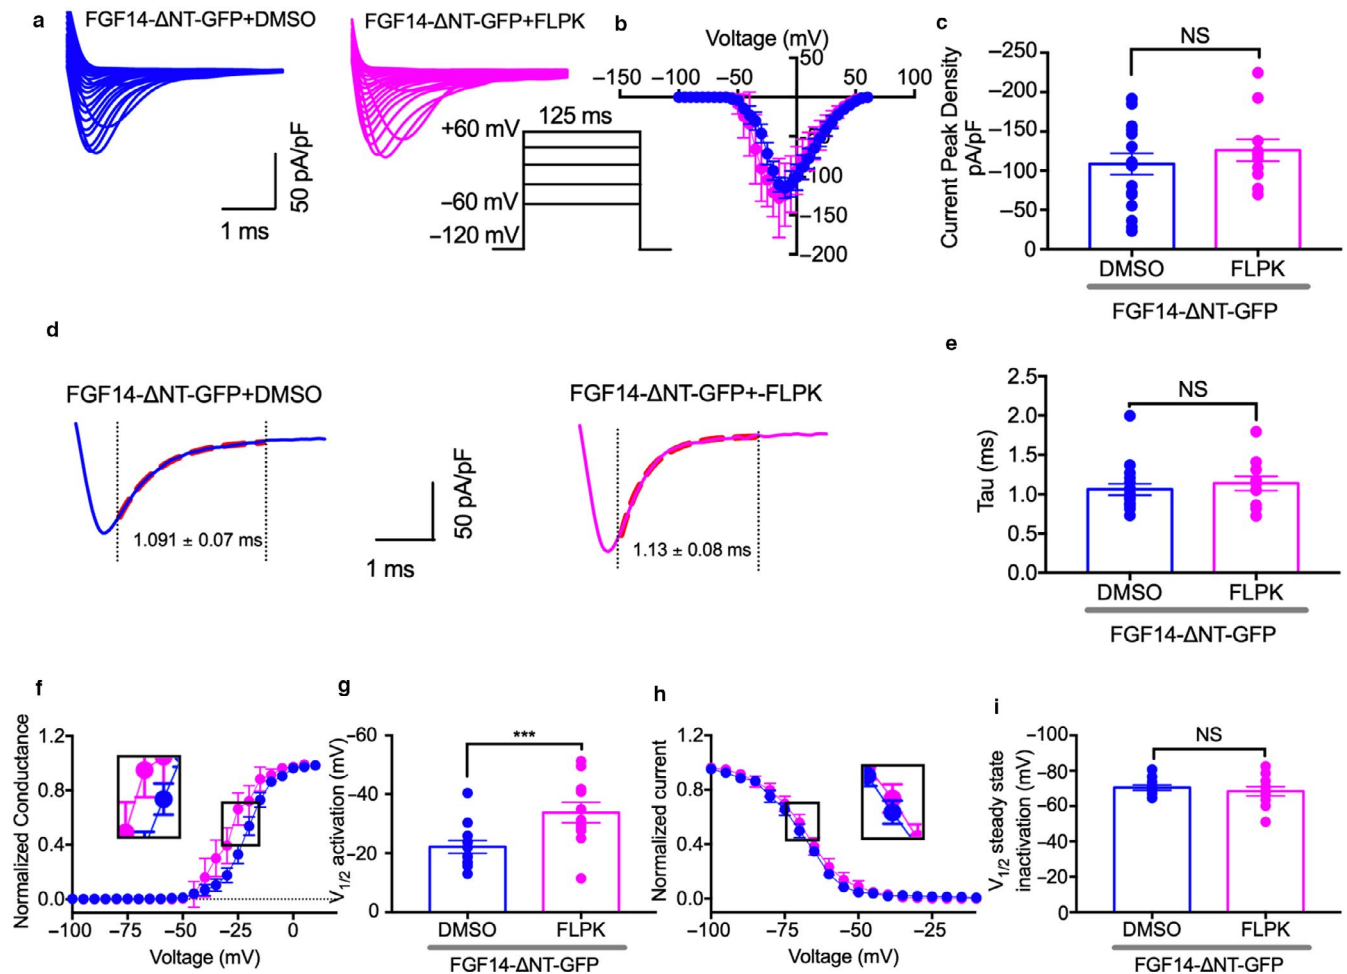 a
FGF14-ΔNT-GFP+DMSO
FGF14-ΔNT-GFP+FLPK
50 pA/pF
1 ms
125 ms
+60 mV
−60 mV
−120 mV
b
Voltage (mV)
50
−150 −100 −50 50 100
−100
−150
−200
c
NS
Current Peak Density
pA/pF
−250
−200
−150
−100
−50
0
DMSO FLPK
FGF14-ΔNT-GFP
d
FGF14-ΔNT-GFP+DMSO
FGF14-ΔNT-GFP+-FLPK
1.091 ± 0.07 ms
50 pA/pF
1 ms
1.13 ± 0.08 ms
e
NS
Tau (ms)
2.5
2.0
1.5
1.0
0.5
0.0
DMSO FLPK
FGF14-ΔNT-GFP
f
Normalized Conductance
1.2
0.8
0.4
0.0
−100 −75 −50 −25 0
Voltage (mV)
g
***
V1/2 activation (mV)
−60
−40
−20
0
DMSO FLPK
FGF14-ΔNT-GFP
h
Normalized current
1.2
0.8
0.4
0.0
−100 −75 −50 −25
Voltage (mV)
i
NS
V1/2 steady state
inactivation (mV)
−100
−80
−60
−40
−20
0
DMSO FLPK
FGF14-ΔNT-GFP